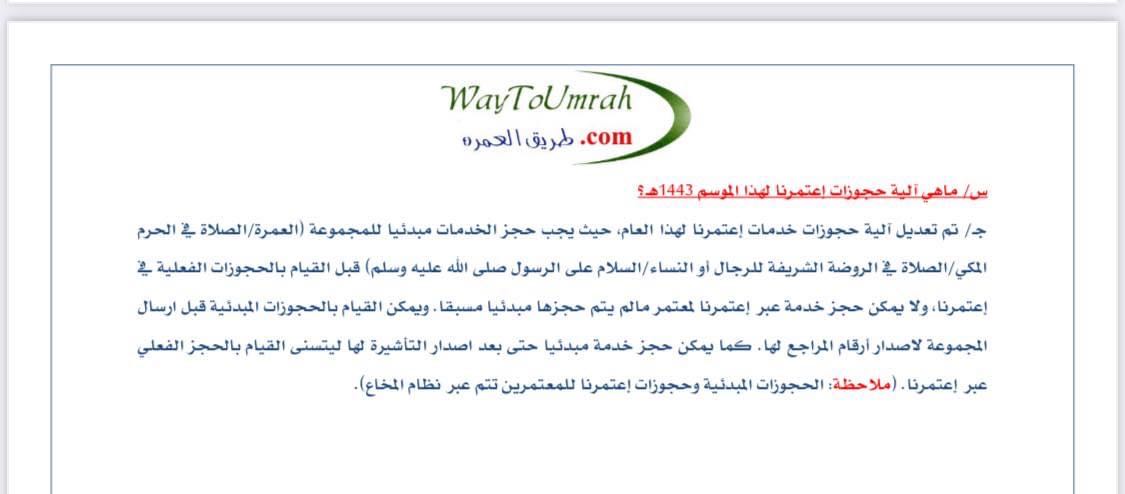 WayToUmrah
طريق العمره .com
س/ ماهي آلية حجوزات إعتمرنا لهذا الموسم 1443هـ؟
جـ/ تم تعديل آلية حجوزات خدمات إعتمرنا لهذا العام، حيث يجب حجز الخدمات مبدئيا للمجموعة (العمرة/الصلاة في الحرم
المكي/الصلاة في الروضة الشريفة للرجال أو النساء/السلام على الرسول صلى الله عليه وسلم) قبل القيام بالحجوزات الفعلية في
إعتمرنا، ولا يمكن حجز خدمة عبر إعتمرنا لمعتمر مالم يتم حجزها مبدئيا مسبقا. ويمكن القيام بالحجوزات المبدئية قبل ارسال
المجموعة لاصدار أرقام المراجع لها. كما يمكن حجز خدمة مبدئيا حتى بعد اصدار التأشيرة لها ليتسنى القيام بالحجز الفعلي
عبر إعتمرنا. (ملاحظة: الحجوزات المبدئية وحجوزات إعتمرنا للمعتمرين تتم عبر نظام المخاع).